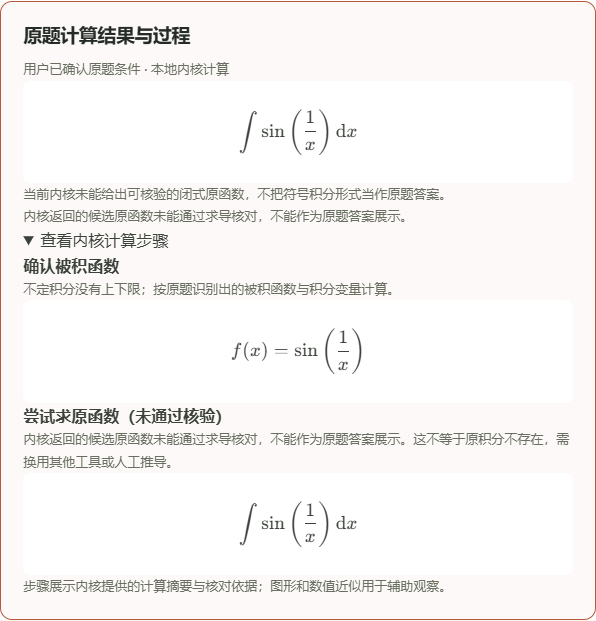 原题计算结果与过程
用户已确认原题条件 · 本地内核计算
∫ sin(1/x) dx
当前内核未能给出可核验的闭式原函数，不把符号积分形式当作原题答案。
内核返回的候选原函数未能通过求导核对，不能作为原题答案展示。
▼ 查看内核计算步骤
确认被积函数
不定积分没有上下限；按原题识别出的被积函数与积分变量计算。
f(x) = sin(1/x)
尝试求原函数（未通过核验）
内核返回的候选原函数未能通过求导核对，不能作为原题答案展示。这不等于原积分不存在，需
换用其他工具或人工推导。
∫ sin(1/x) dx
步骤展示内核提供的计算摘要与核对依据；图形和数值近似用于辅助观察。